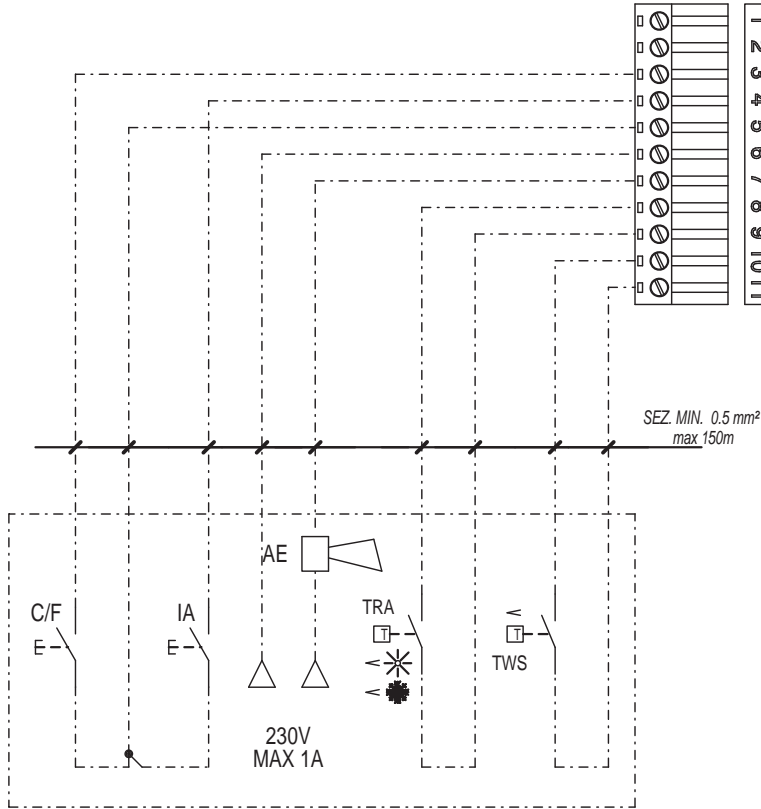 1
2
3
4
5
6
7
8
9
10
11
SEZ. MIN. 0.5 mm²
max 150m
AE
C/F
IA
TRA
T
T
TWS
230V
MAX 1A